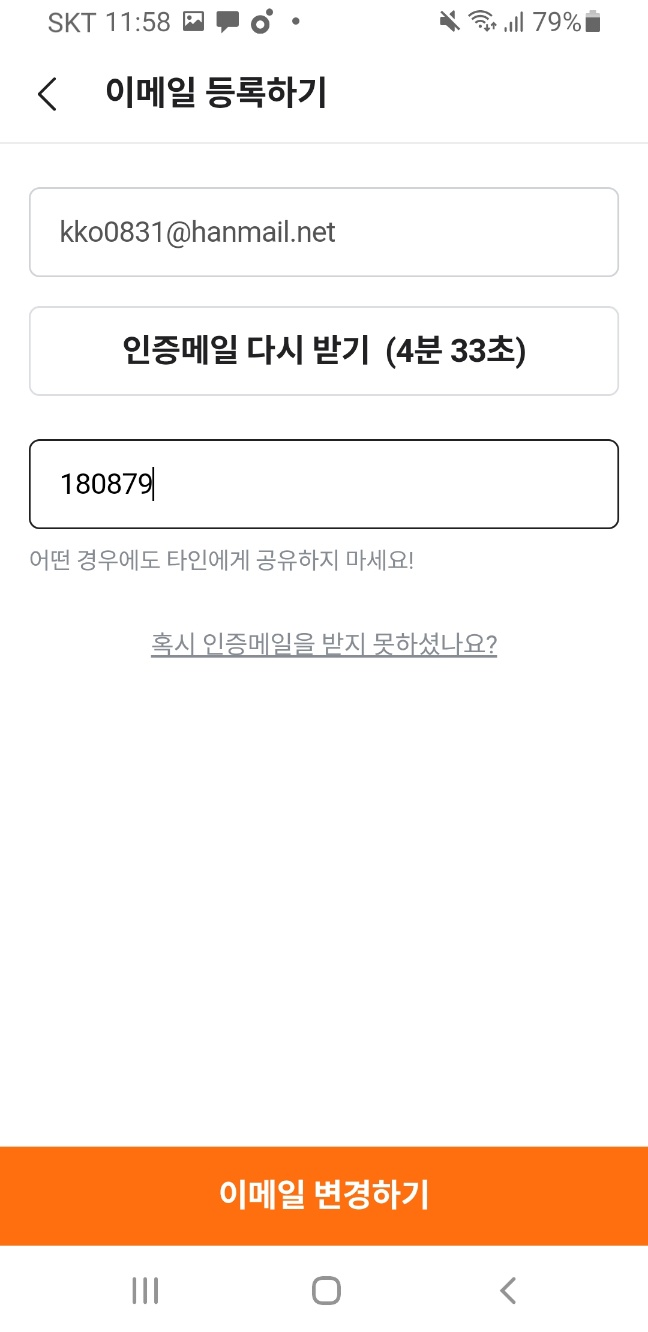 SKT 11:58 79%
이메일 등록하기
kko0831@hanmail.net
인증메일 다시 받기 (4분 33초)
180879
어떤 경우에도 타인에게 공유하지 마세요!
혹시 인증메일을 받지 못하셨나요?
이메일 변경하기